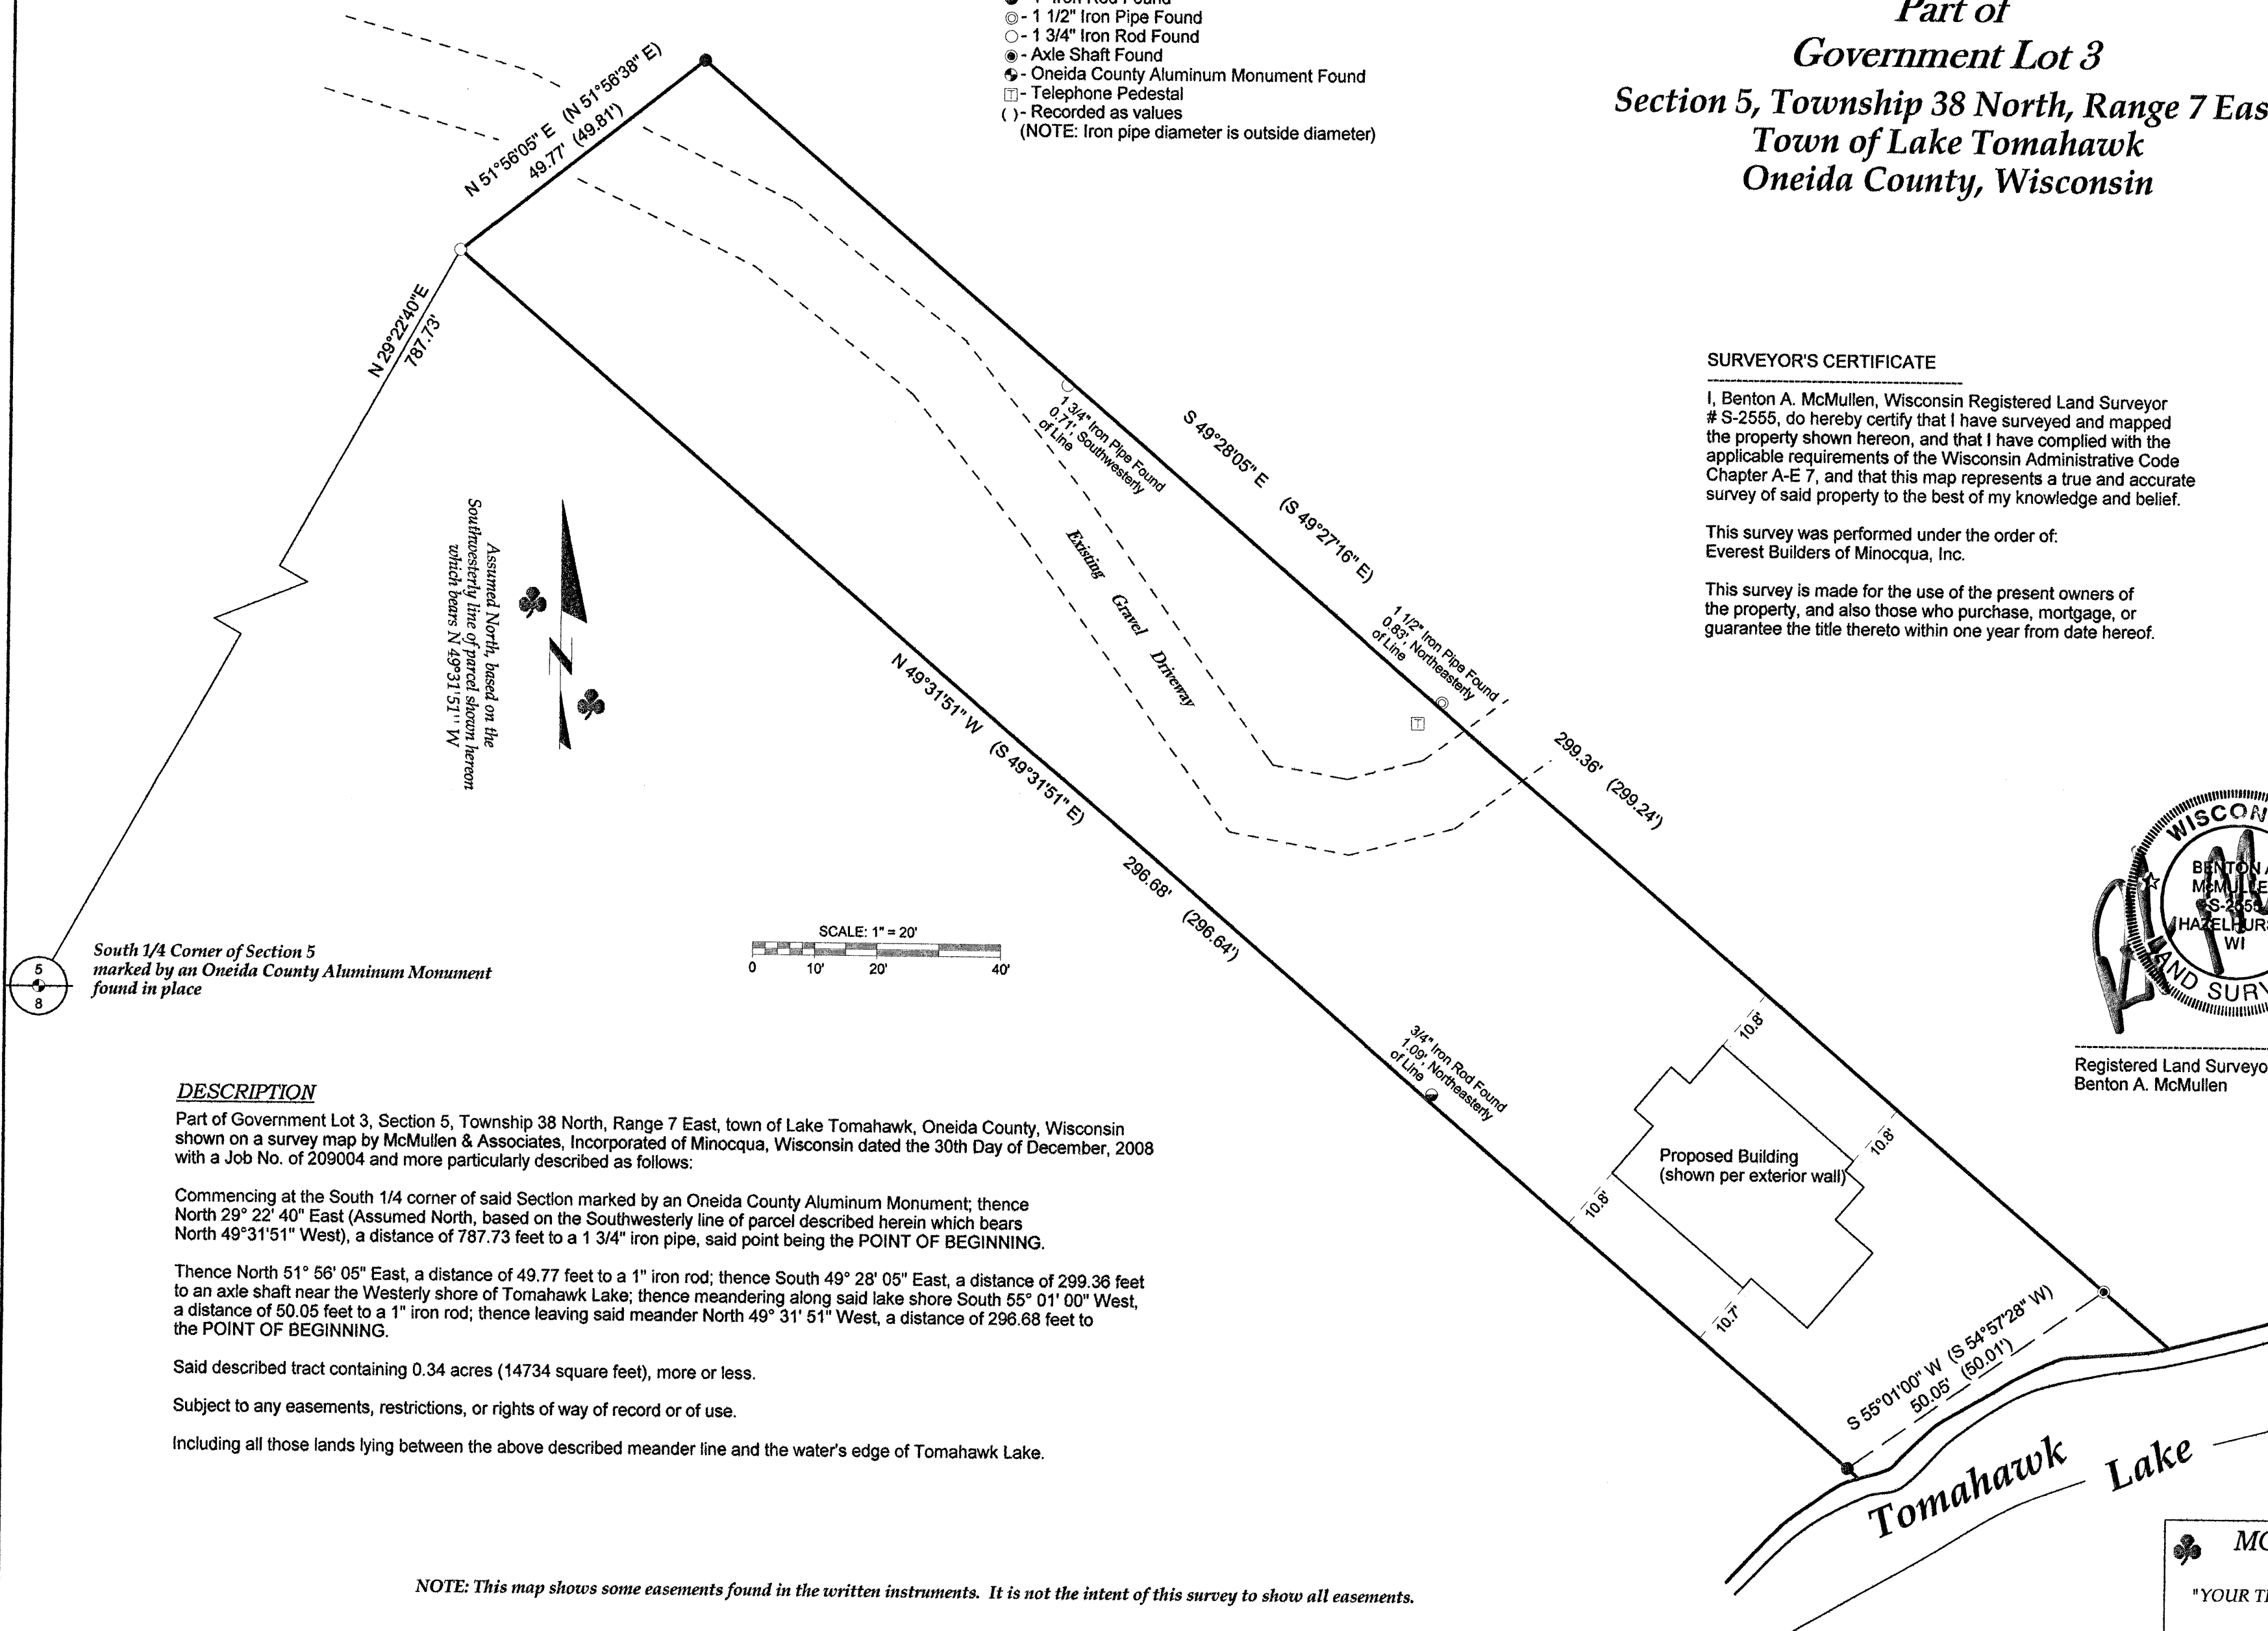 1 1/2" Iron Pipe Found
1 3/4" Iron Rod Found
Axle Shaft Found
Oneida County Aluminum Monument Found
T - Telephone Pedestal
( ) - Recorded as values
(NOTE: Iron pipe diameter is outside diameter)
Part of
Government Lot 3
Section 5, Township 38 North, Range 7 Eas
Town of Lake Tomahawk
Oneida County, Wisconsin
N 51°56'05" E (N 51°56'38" E)
49.77' (49.81')
N 29°22'40"E
787.73'
1 3/4" Iron Pipe Found
0.71', Southwesterly
of Line
S 49°28'05" E (S 49°27'16" E)
299.36' (299.24')
SURVEYOR'S CERTIFICATE
I, Benton A. McMullen, Wisconsin Registered Land Surveyor
# S-2555, do hereby certify that I have surveyed and mapped
the property shown hereon, and that I have complied with the
applicable requirements of the Wisconsin Administrative Code
Chapter A-E 7, and that this map represents a true and accurate
survey of said property to the best of my knowledge and belief.
This survey was performed under the order of:
Everest Builders of Minocqua, Inc.
This survey is made for the use of the present owners of
the property, and also those who purchase, mortgage, or
guarantee the title thereto within one year from date hereof.
Assumed North, based on the
Southwesterly line of parcel shown hereon
which bears N 49°31'51'' W
N
Existing Gravel Driveway
1 1/2" Iron Pipe Found
0.83', Northeasterly
of Line
T
N 49°31'51" W (S 49°31'51" E)
296.68' (296.64')
SCALE: 1" = 20'
0 10' 20' 40'
South 1/4 Corner of Section 5
marked by an Oneida County Aluminum Monument
found in place
5
8
3/4" Iron Rod Found
1.09', Northeasterly
of Line
10.8'
10.8'
10.8'
10.7'
Proposed Building
(shown per exterior wall)
WISCON
BENTON A
McMULLE
S-2555
HAZELHURS
WI
LAND SURV
Registered Land Surveyo
Benton A. McMullen
DESCRIPTION
Part of Government Lot 3, Section 5, Township 38 North, Range 7 East, town of Lake Tomahawk, Oneida County, Wisconsin
shown on a survey map by McMullen & Associates, Incorporated of Minocqua, Wisconsin dated the 30th Day of December, 2008
with a Job No. of 209004 and more particularly described as follows:
Commencing at the South 1/4 corner of said Section marked by an Oneida County Aluminum Monument; thence
North 29° 22' 40" East (Assumed North, based on the Southwesterly line of parcel described herein which bears
North 49°31'51" West), a distance of 787.73 feet to a 1 3/4" iron pipe, said point being the POINT OF BEGINNING.
Thence North 51° 56' 05" East, a distance of 49.77 feet to a 1" iron rod; thence South 49° 28' 05" East, a distance of 299.36 feet
to an axle shaft near the Westerly shore of Tomahawk Lake; thence meandering along said lake shore South 55° 01' 00" West,
a distance of 50.05 feet to a 1" iron rod; thence leaving said meander North 49° 31' 51" West, a distance of 296.68 feet to
the POINT OF BEGINNING.
Said described tract containing 0.34 acres (14734 square feet), more or less.
Subject to any easements, restrictions, or rights of way of record or of use.
Including all those lands lying between the above described meander line and the water's edge of Tomahawk Lake.
S 55°01'00" W (S 54°57'28" W)
50.05' (50.01')
Tomahawk Lake
NOTE: This map shows some easements found in the written instruments. It is not the intent of this survey to show all easements.
MC
"YOUR T